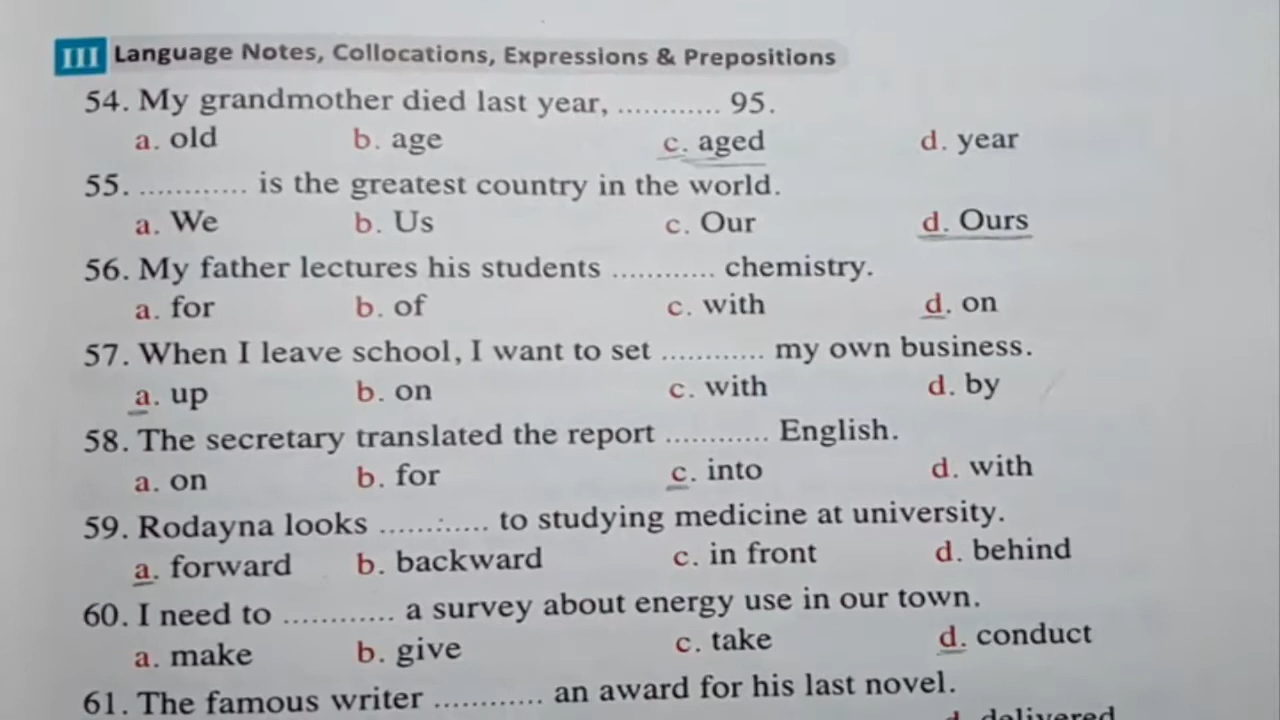 III Language Notes, Collocations, Expressions & Prepositions
54. My grandmother died last year, ............ 95.
a. old b. age c. aged d. year
55. ............ is the greatest country in the world.
a. We b. Us c. Our d. Ours
56. My father lectures his students ............ chemistry.
a. for b. of c. with d. on
57. When I leave school, I want to set ............ my own business.
a. up b. on c. with d. by
58. The secretary translated the report ............ English.
a. on b. for c. into d. with
59. Rodayna looks ............ to studying medicine at university.
a. forward b. backward c. in front d. behind
60. I need to ............ a survey about energy use in our town.
a. make b. give c. take d. conduct
61. The famous writer ............ an award for his last novel.
d. delivered